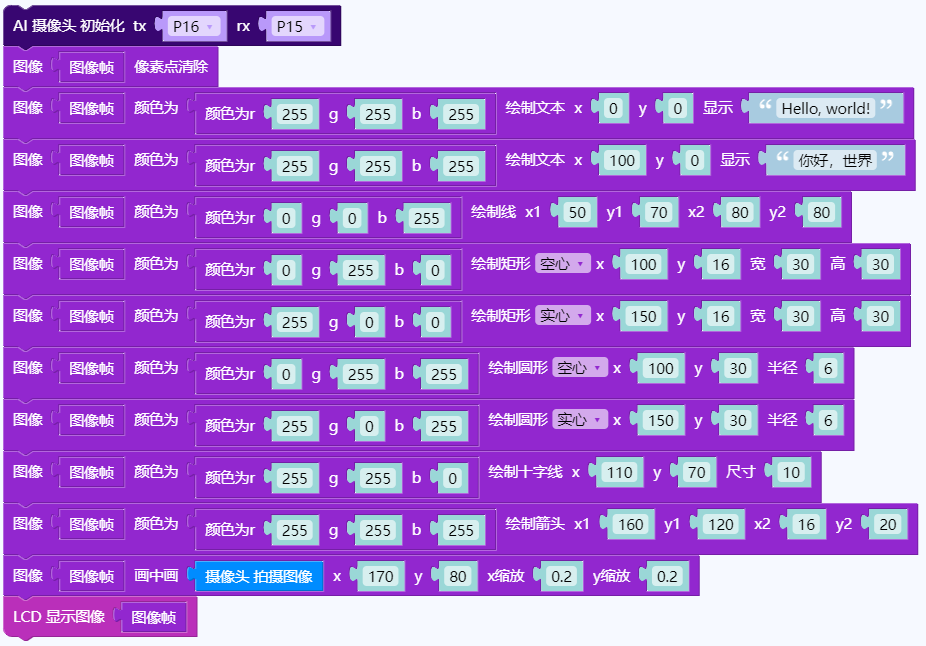 AI 摄像头 初始化 tx P16 rx P15
图像 图像帧 像素点清除
图像 图像帧 颜色为 颜色为r 255 g 255 b 255 绘制文本 x 0 y 0 显示 “ Hello, world! ”
图像 图像帧 颜色为 颜色为r 255 g 255 b 255 绘制文本 x 100 y 0 显示 “ 你好，世界 ”
图像 图像帧 颜色为 颜色为r 0 g 0 b 255 绘制线 x1 50 y1 70 x2 80 y2 80
图像 图像帧 颜色为 颜色为r 0 g 255 b 0 绘制矩形 空心 x 100 y 16 宽 30 高 30
图像 图像帧 颜色为 颜色为r 255 g 0 b 0 绘制矩形 实心 x 150 y 16 宽 30 高 30
图像 图像帧 颜色为 颜色为r 0 g 255 b 255 绘制圆形 空心 x 100 y 30 半径 6
图像 图像帧 颜色为 颜色为r 255 g 0 b 255 绘制圆形 实心 x 150 y 30 半径 6
图像 图像帧 颜色为 颜色为r 255 g 255 b 0 绘制十字线 x 110 y 70 尺寸 10
图像 图像帧 颜色为 颜色为r 255 g 255 b 255 绘制箭头 x1 160 y1 120 x2 16 y2 20
图像 图像帧 画中画 摄像头 拍摄图像 x 170 y 80 x缩放 0.2 y缩放 0.2
LCD 显示图像 图像帧